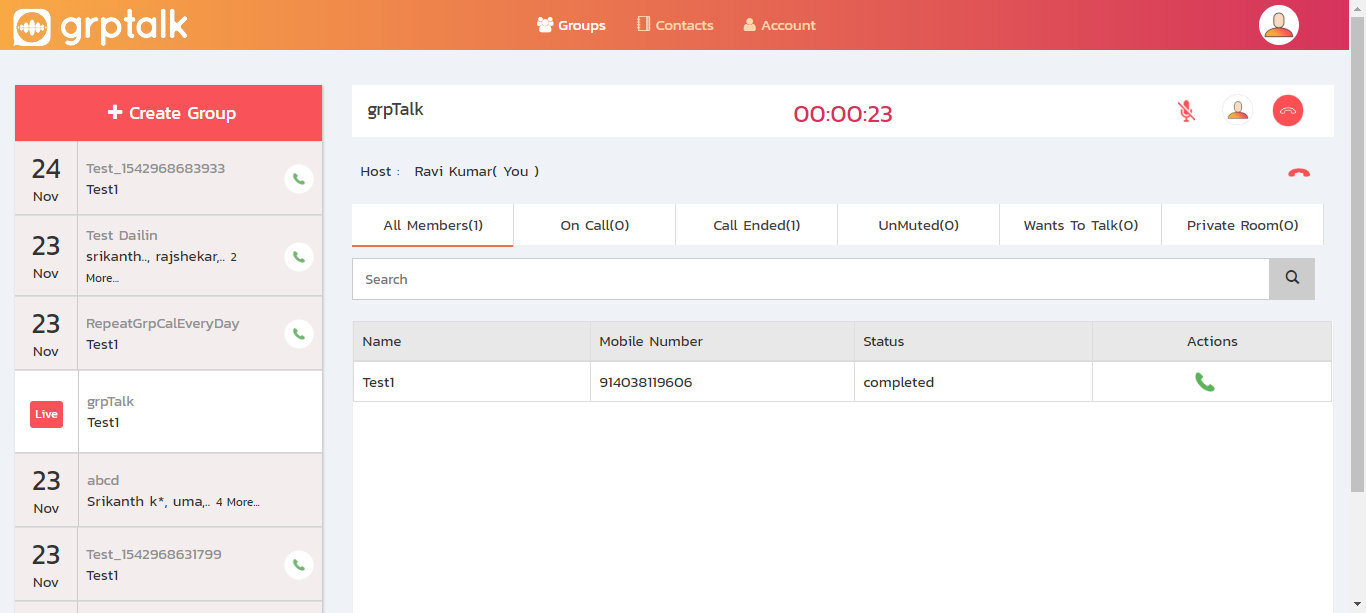 grptalk
Groups
Contacts
Account
Create Group
24
Nov
Test_1542968683933
Test1
23
Nov
Test Dailin
srikanth.., rajshekar,.. 2
More...
23
Nov
RepeatGrpCalEveryDay
Test1
Live
grpTalk
Test1
23
Nov
abcd
Srikanth k*, uma,.. 4 More...
23
Nov
Test_1542968631799
Test1
grpTalk
00:00:23
Host : Ravi Kumar( You )
All Members(1) On Call(0) Call Ended(1) UnMuted(0) Wants To Talk(0) Private Room(0)
Search
Name Mobile Number Status Actions
Test1 914038119606 completed